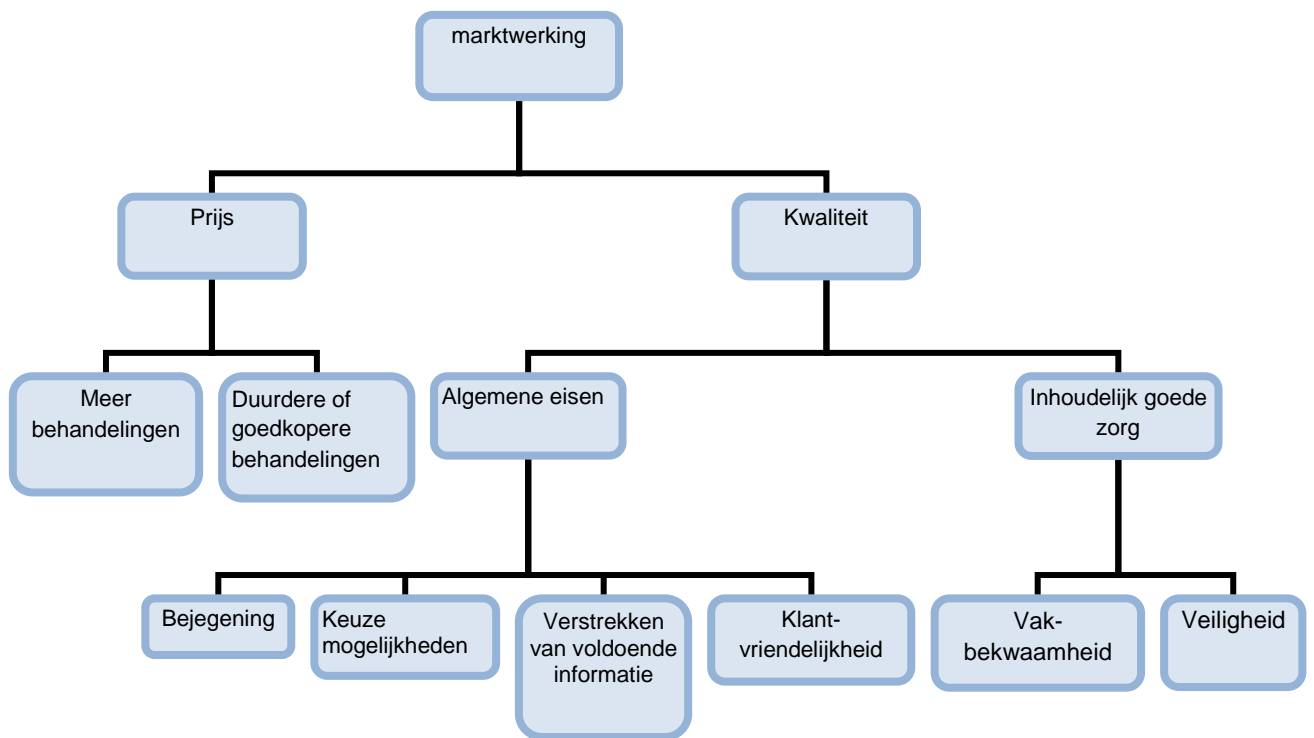 marktwerking
Prijs
Kwaliteit
Meer
behandelingen
Duurdere of
goedkopere
behandelingen
Algemene eisen
Inhoudelijk goede
zorg
Bejegening
Keuze
mogelijkheden
Verstrekken
van voldoende
informatie
Klant-
vriendelijkheid
Vak-
bekwaamheid
Veiligheid